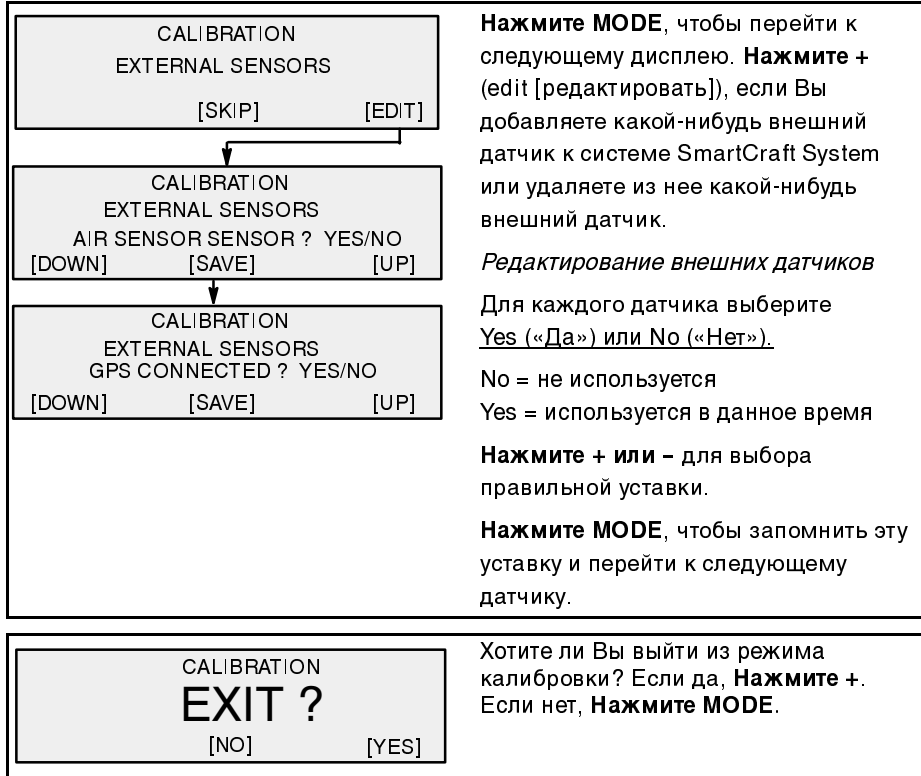 CALIBRATION
EXTERNAL SENSORS
[SKIP] [EDIT]
CALIBRATION
EXTERNAL SENSORS
AIR SENSOR SENSOR ? YES/NO
[DOWN] [SAVE] [UP]
CALIBRATION
EXTERNAL SENSORS
GPS CONNECTED ? YES/NO
[DOWN] [SAVE] [UP]
Нажмите MODE, чтобы перейти к
следующему дисплею. Нажмите +
(edit [редактировать]), если Вы
добавляете какой-нибудь внешний
датчик к системе SmartCraft System
или удаляете из нее какой-нибудь
внешний датчик.
Редактирование внешних датчиков
Для каждого датчика выберите
Yes («Да») или No («Нет»).
No = не используется
Yes = используется в данное время
Нажмите + или – для выбора
правильной уставки.
Нажмите MODE, чтобы запомнить эту
уставку и перейти к следующему
датчику.
CALIBRATION
EXIT ?
[NO] [YES]
Хотите ли Вы выйти из режима
калибровки? Если да, Нажмите +.
Если нет, Нажмите MODE.